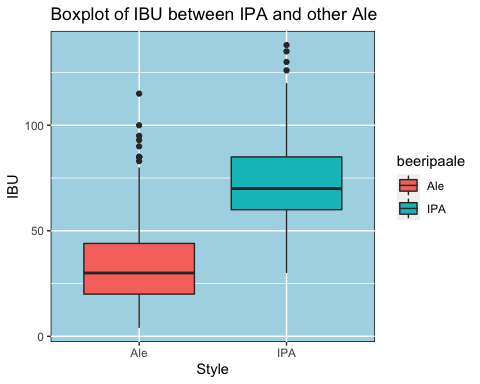 Boxplot of IBU between IPA and other Ale
IBU
100
50
0
Ale
IPA
Style
beeripaale
Ale
IPA